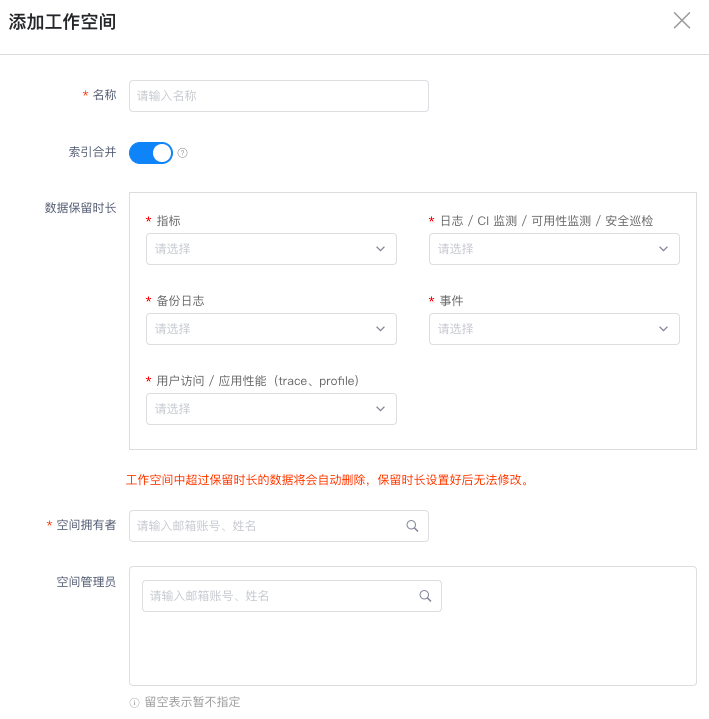 添加工作空间
* 名称
请输入名称
索引合并
数据保留时长
* 指标
* 日志 / CI 监测 / 可用性监测 / 安全巡检
请选择
请选择
* 备份日志
* 事件
请选择
请选择
* 用户访问 / 应用性能（trace、profile）
请选择
工作空间中超过保留时长的数据将会自动删除，保留时长设置好后无法修改。
* 空间拥有者
请输入邮箱账号、姓名
空间管理员
请输入邮箱账号、姓名
留空表示暂不指定